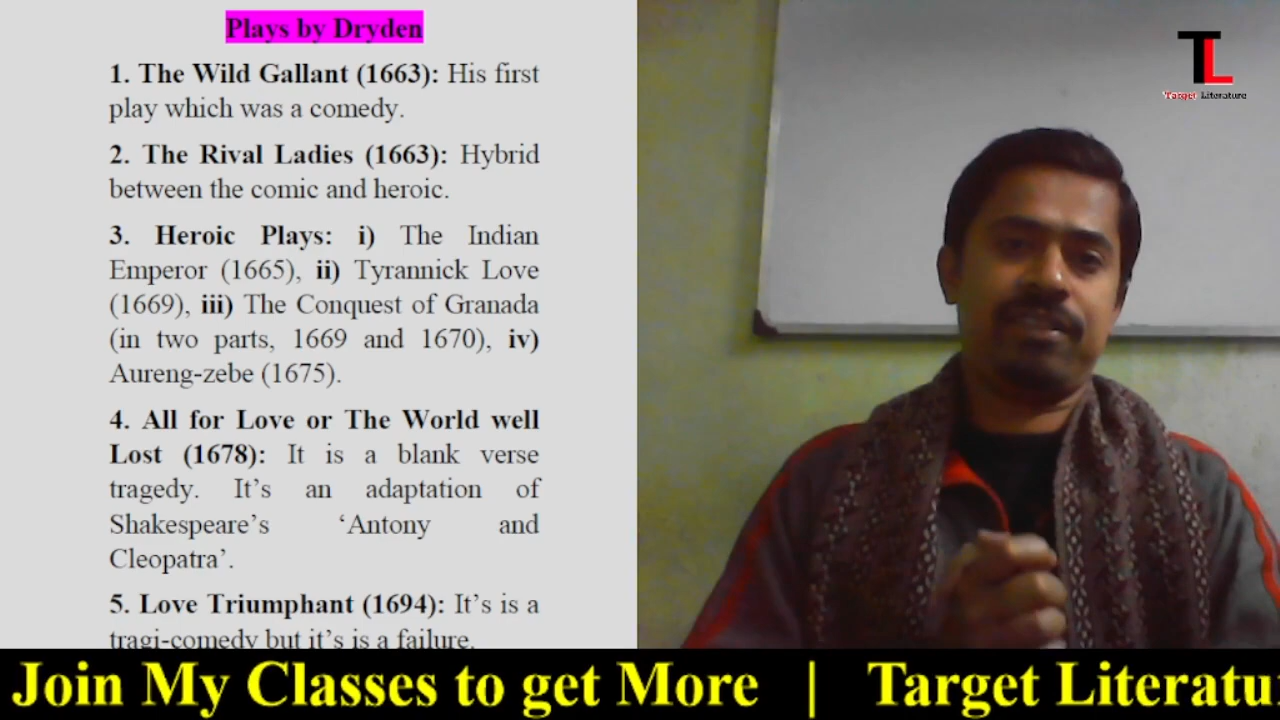 Plays by Dryden
1. The Wild Gallant (1663): His first
play which was a comedy.
2. The Rival Ladies (1663): Hybrid
between the comic and heroic.
3. Heroic Plays: i) The Indian
Emperor (1665), ii) Tyrannick Love
(1669), iii) The Conquest of Granada
(in two parts, 1669 and 1670), iv)
Aureng-zebe (1675).
4. All for Love or The World well
Lost (1678): It is a blank verse
tragedy. It’s an adaptation of
Shakespeare’s ‘Antony and
Cleopatra’.
5. Love Triumphant (1694): It’s is a
tragi-comedy but it’s is a failure.
TL
Target Literature
Join My Classes to get More | Target Literatu